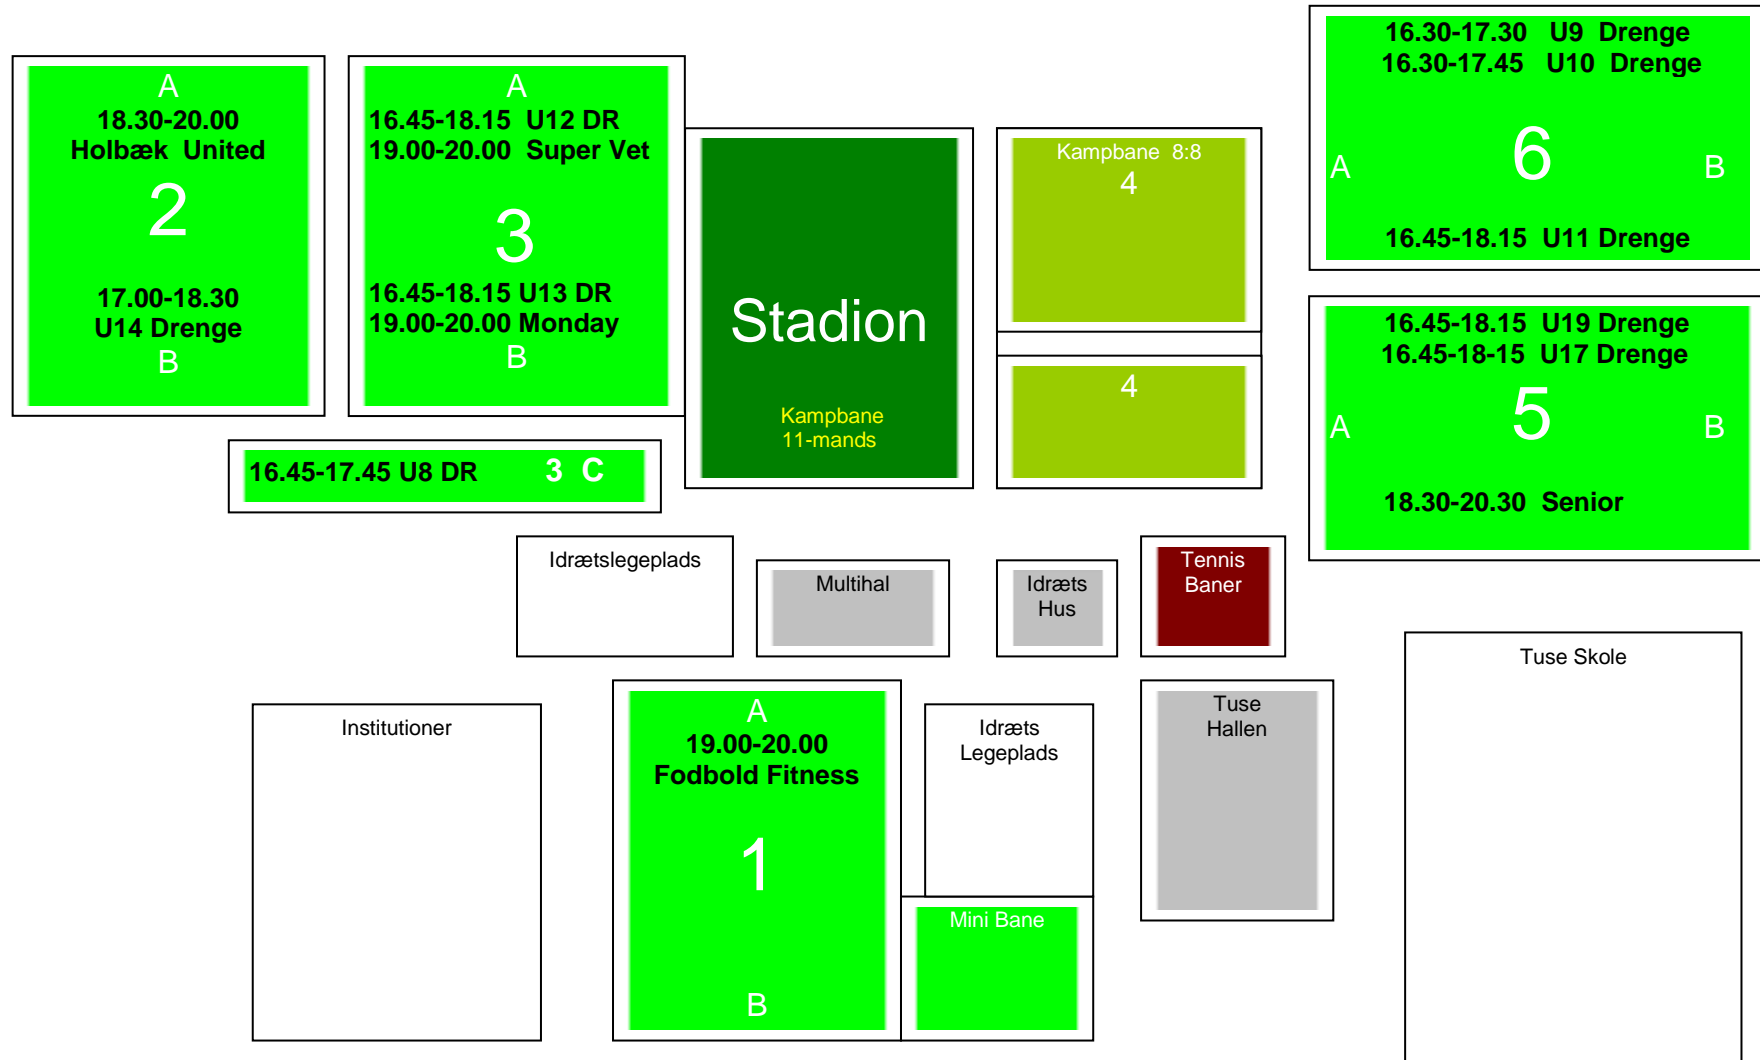 A
18.30-20.00
Holbæk  United
2
17.00-18.30
U14 Drenge
B
A
16.45-18.15  U12 DR
19.00-20.00  Super Vet
3
16.45-18.15 U13 DR
19.00-20.00 Monday
B
16.45-17.45 U8 DR 3  C
Stadion
Kampbane
11-mands
Kampbane  8:8
4
4
16.30-17.30   U9  Drenge
16.30-17.45   U10  Drenge
A 6 B
16.45-18.15  U11 Drenge
16.45-18.15  U19 Drenge
16.45-18-15  U17 Drenge
A 5 B
18.30-20.30  Senior
Idrætslegeplads
Multihal
Idræts
Hus
Tennis
Baner
Tuse Skole
Institutioner
A
19.00-20.00
Fodbold Fitness
1
B
Idræts
Legeplads
Mini Bane
Tuse
Hallen